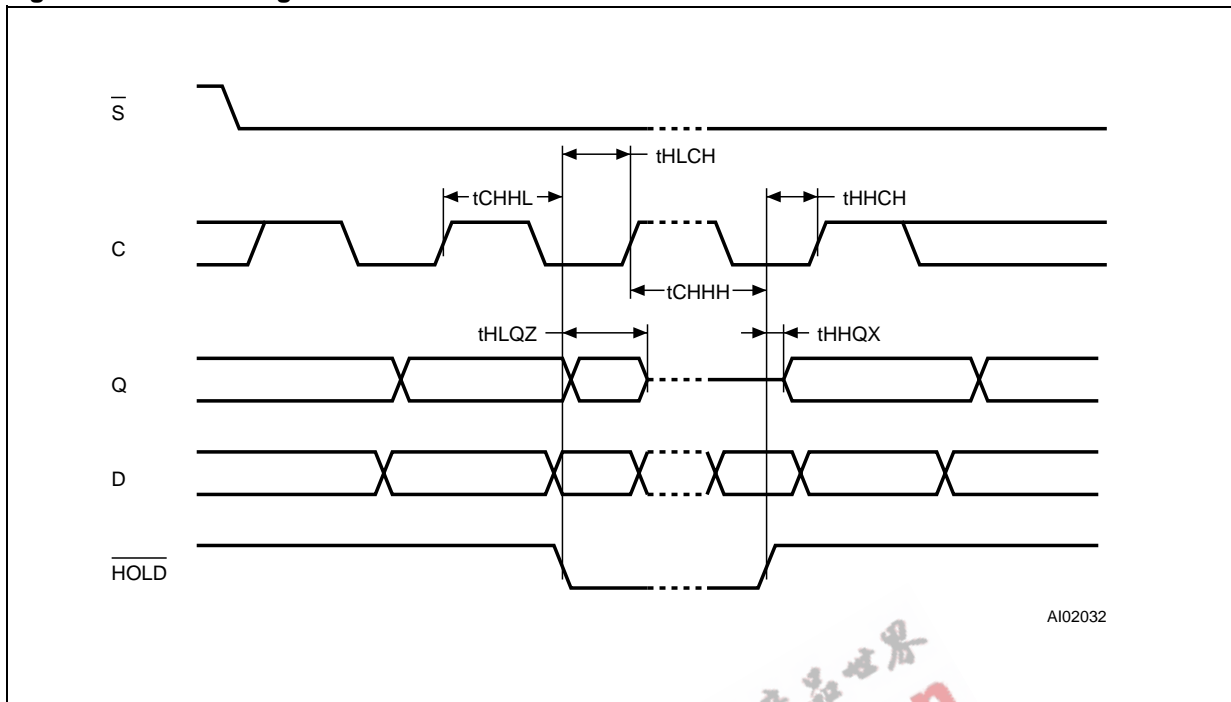 S
tHLCH
tCHHL
tHHCH
C
tCHHH
tHLQZ
tHHQX
Q
D
HOLD
AI02032